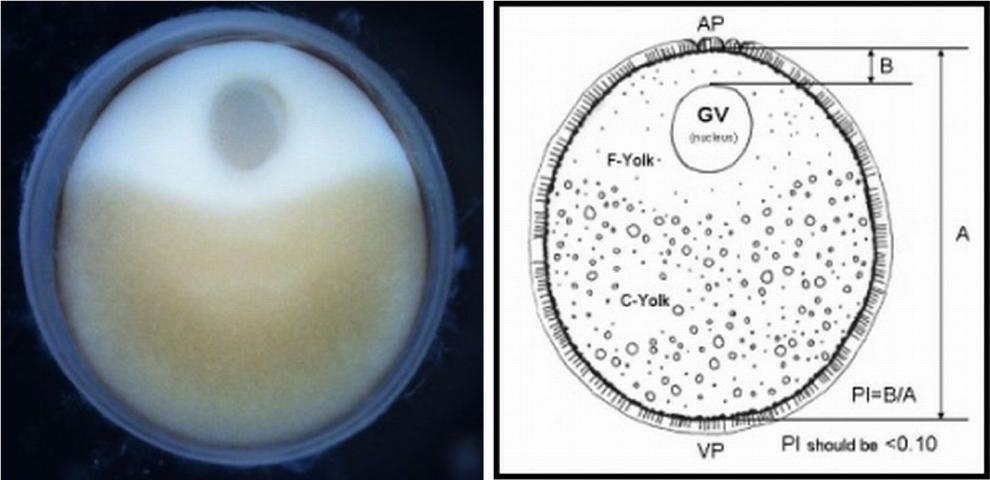 AP
B
GV
(nucleus)
F-Yolk
A
C-Yolk
PI=B/A
PI should be <0.10
VP